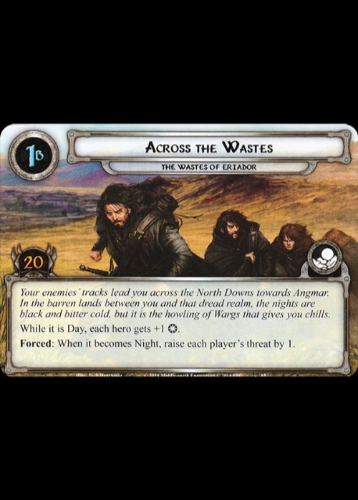 1B
ACROSS THE WASTES
THE WASTES OF ERIADOR
20
Your enemies' tracks lead you across the North Downs towards Angmar.
In the barren lands between you and that dread realm, the nights are
black and bitter cold, but it is the howling of Wargs that gives you chills.
While it is Day, each hero gets +1 .
Forced: When it becomes Night, raise each player's threat by 1.